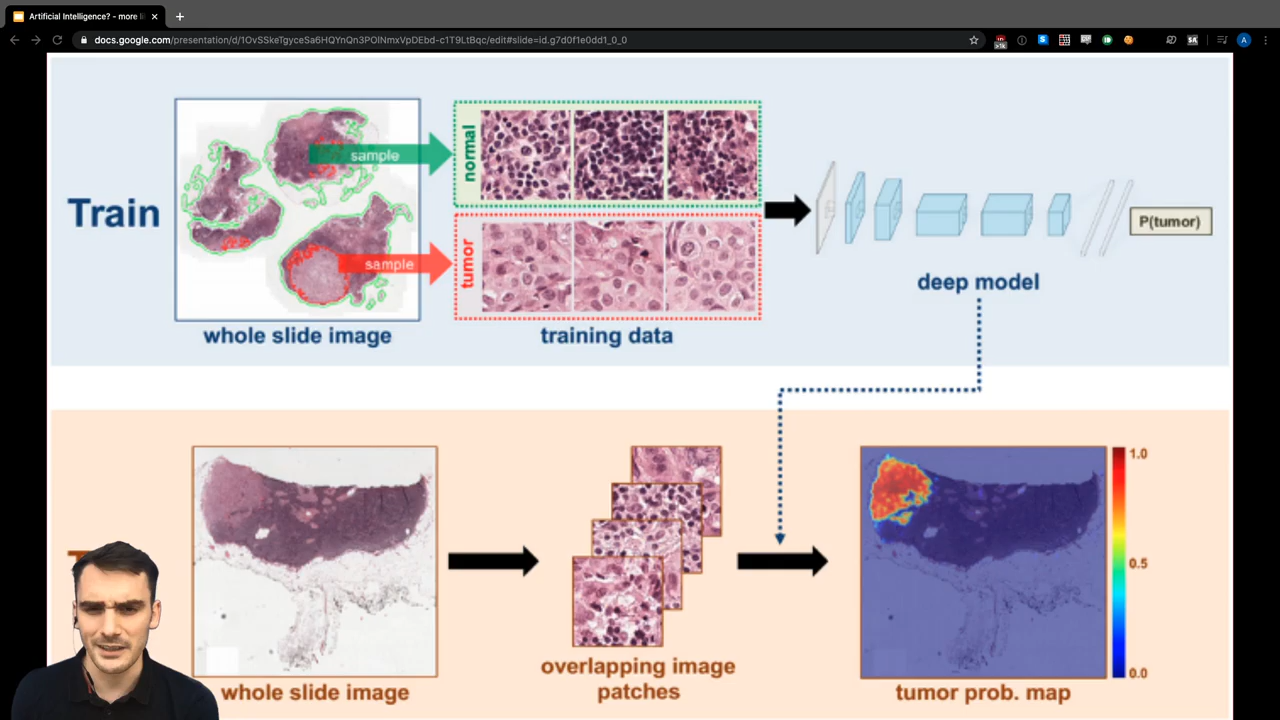 Artificial Intelligence? - more li
docs.google.com/presentation/d/1OvSSkeTgyceSa6HQYnQn3POlNmxVpDEbd-c1T9LtBqc/edit#slide=id.g7d0f1e0dd1_0_0
>1k
S
A
Train
sample
sample
normal
tumor
P(tumor)
deep model
whole slide image
training data
1.0
0.5
0.0
whole slide image
overlapping image
patches
tumor prob. map